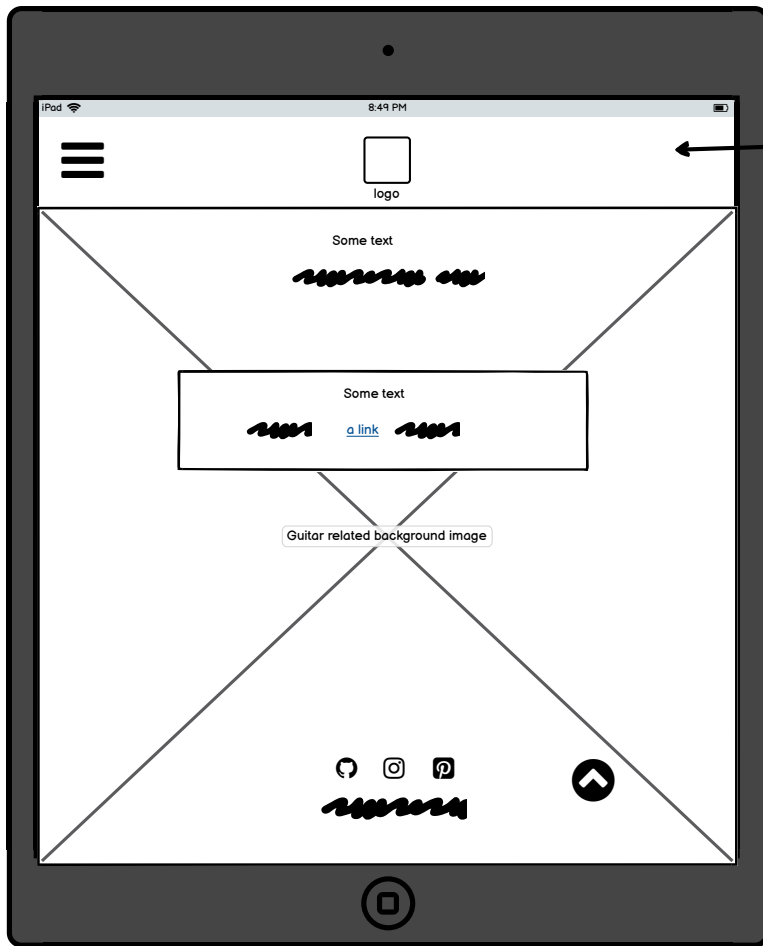 iPad 8:49 PM
logo
Some text
Some text
a link
Guitar related background image